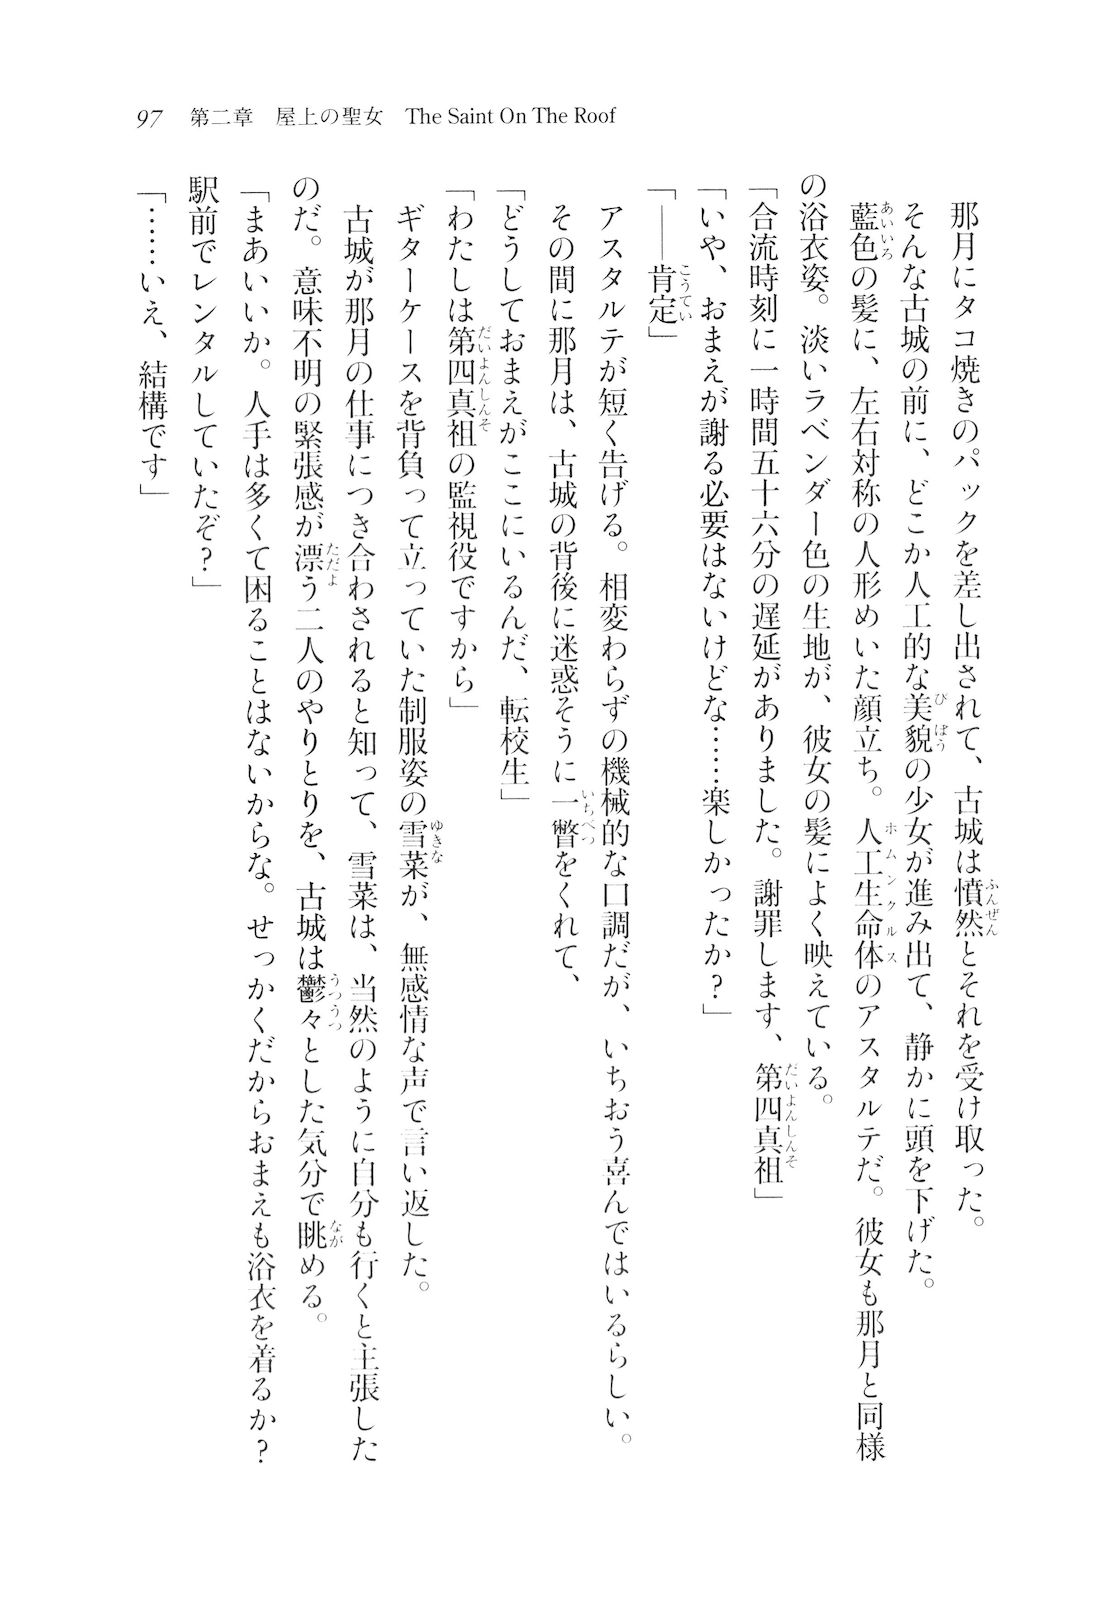 97　第二章　屋上の聖女　The Saint On The Roof
　那月にタコ焼きのパックを差し出されて、古城は憤然とそれを受け取った。
　そんな古城の前に、どこか人工的な美貌の少女が進み出て、静かに頭を下げた。
　藍色の髪に、左右対称の人形めいた顔立ち。人工生命体のアスタルテだ。彼女も那月と同様
の浴衣姿。淡いラベンダー色の生地が、彼女の髪によく映えている。
「合流時刻に一時間五十六分の遅延がありました。謝罪します、第四真祖」
「いや、おまえが謝る必要はないけどな……楽しかったか？」
「――肯定」
　アスタルテが短く告げる。相変わらずの機械的な口調だが、いちおう喜んではいるらしい。
　その間に那月は、古城の背後に迷惑そうに一瞥をくれて、
「どうしておまえがここにいるんだ、転校生」
「わたしは第四真祖の監視役ですから」
　ギターケースを背負って立っていた制服姿の雪菜が、無感情な声で言い返した。
　古城が那月の仕事につき合わされると知って、雪菜は、当然のように自分も行くと主張した
のだ。意味不明の緊張感が漂う二人のやりとりを、古城は鬱々とした気分で眺める。
「まあいいか。人手は多くて困ることはないからな。せっかくだからおまえも浴衣を着るか？
駅前でレンタルしていたぞ？」
「……いえ、結構です」